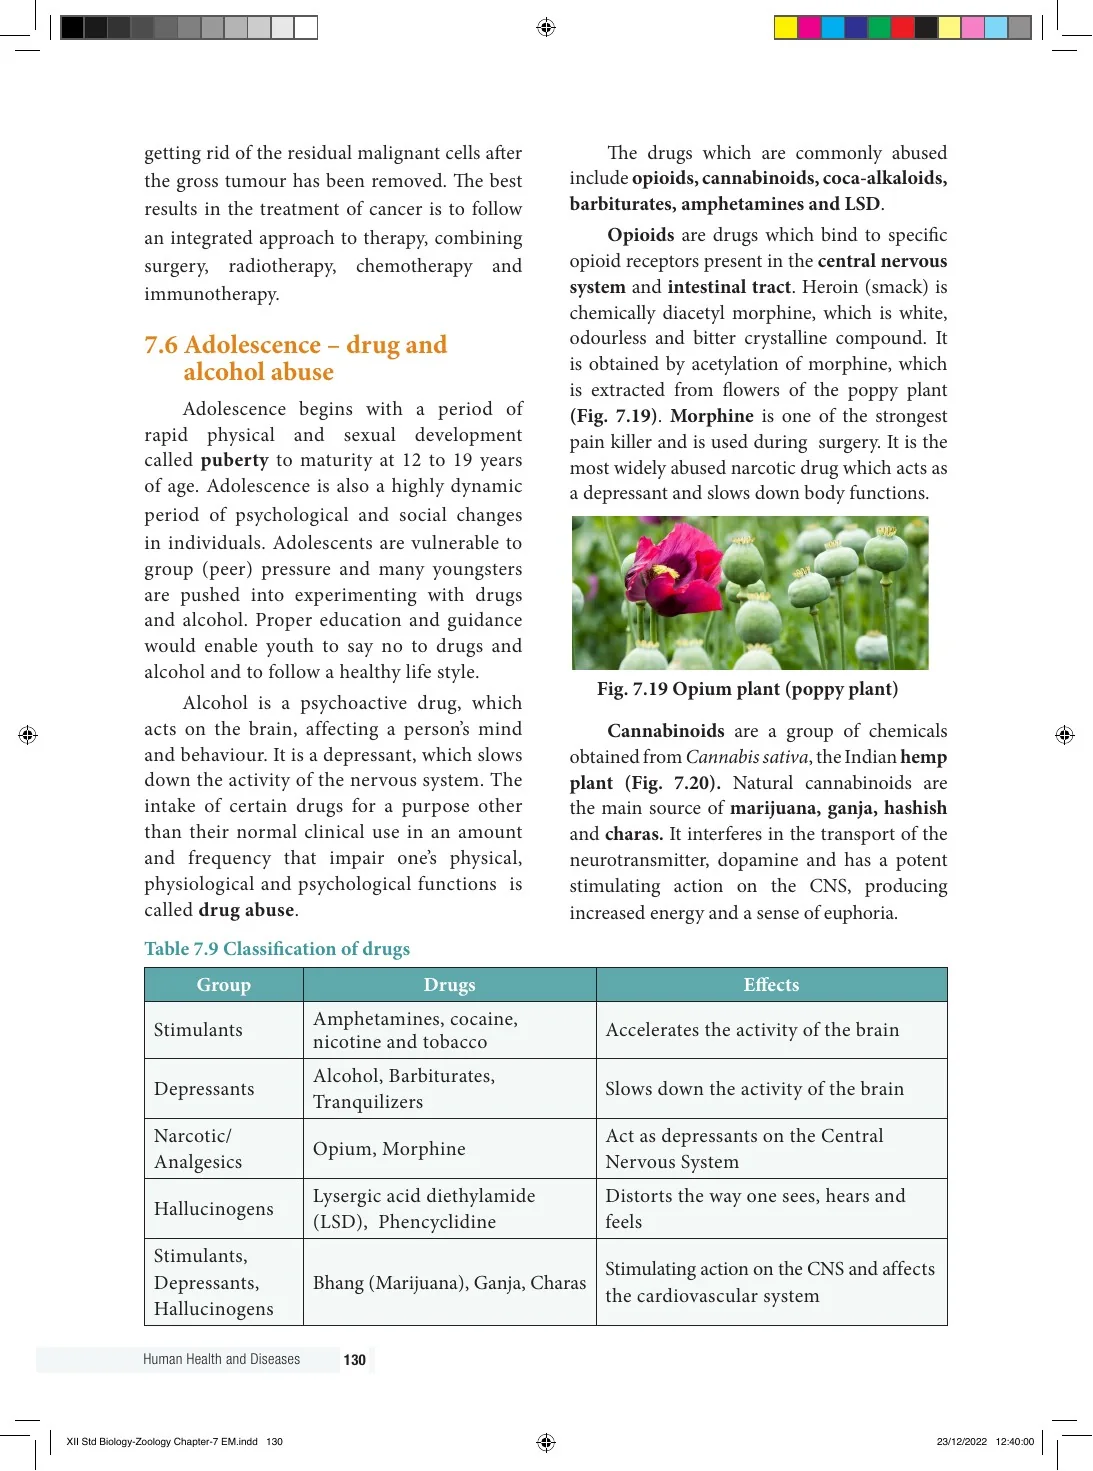 getting rid of the residual malignant cells after
the gross tumour has been removed. The best
results in the treatment of cancer is to follow
an integrated approach to therapy, combining
surgery, radiotherapy, chemotherapy and
immunotherapy.
7.6 Adolescence – drug and
alcohol abuse
Adolescence begins with a period of
rapid physical and sexual development
called puberty to maturity at 12 to 19 years
of age. Adolescence is also a highly dynamic
period of psychological and social changes
in individuals. Adolescents are vulnerable to
group (peer) pressure and many youngsters
are pushed into experimenting with drugs
and alcohol. Proper education and guidance
would enable youth to say no to drugs and
alcohol and to follow a healthy life style.
Alcohol is a psychoactive drug, which
acts on the brain, affecting a person’s mind
and behaviour. It is a depressant, which slows
down the activity of the nervous system. The
intake of certain drugs for a purpose other
than their normal clinical use in an amount
and frequency that impair one’s physical,
physiological and psychological functions is
called drug abuse.
The drugs which are commonly abused
include opioids, cannabinoids, coca-alkaloids,
barbiturates, amphetamines and LSD.
Opioids are drugs which bind to specific
opioid receptors present in the central nervous
system and intestinal tract. Heroin (smack) is
chemically diacetyl morphine, which is white,
odourless and bitter crystalline compound. It
is obtained by acetylation of morphine, which
is extracted from flowers of the poppy plant
(Fig. 7.19). Morphine is one of the strongest
pain killer and is used during surgery. It is the
most widely abused narcotic drug which acts as
a depressant and slows down body functions.
Fig. 7.19 Opium plant (poppy plant)
Cannabinoids are a group of chemicals
obtained from Cannabis sativa, the Indian hemp
plant (Fig. 7.20). Natural cannabinoids are
the main source of marijuana, ganja, hashish
and charas. It interferes in the transport of the
neurotransmitter, dopamine and has a potent
stimulating action on the CNS, producing
increased energy and a sense of euphoria.
Table 7.9 Classification of drugs
Group Drugs Effects
Stimulants
Amphetamines, cocaine,
nicotine and tobacco
Accelerates the activity of the brain
Depressants
Alcohol, Barbiturates,
Tranquilizers
Slows down the activity of the brain
Narcotic/
Analgesics
Opium, Morphine
Act as depressants on the Central
Nervous System
Hallucinogens
Lysergic acid diethylamide
(LSD), Phencyclidine
Distorts the way one sees, hears and
feels
Stimulants,
Depressants,
Hallucinogens
Bhang (Marijuana), Ganja, Charas
Stimulating action on the CNS and affects
the cardiovascular system
Human Health and Diseases 130
XII Std Biology-Zoology Chapter-7 EM.indd 130 23/12/2022 12:40:00